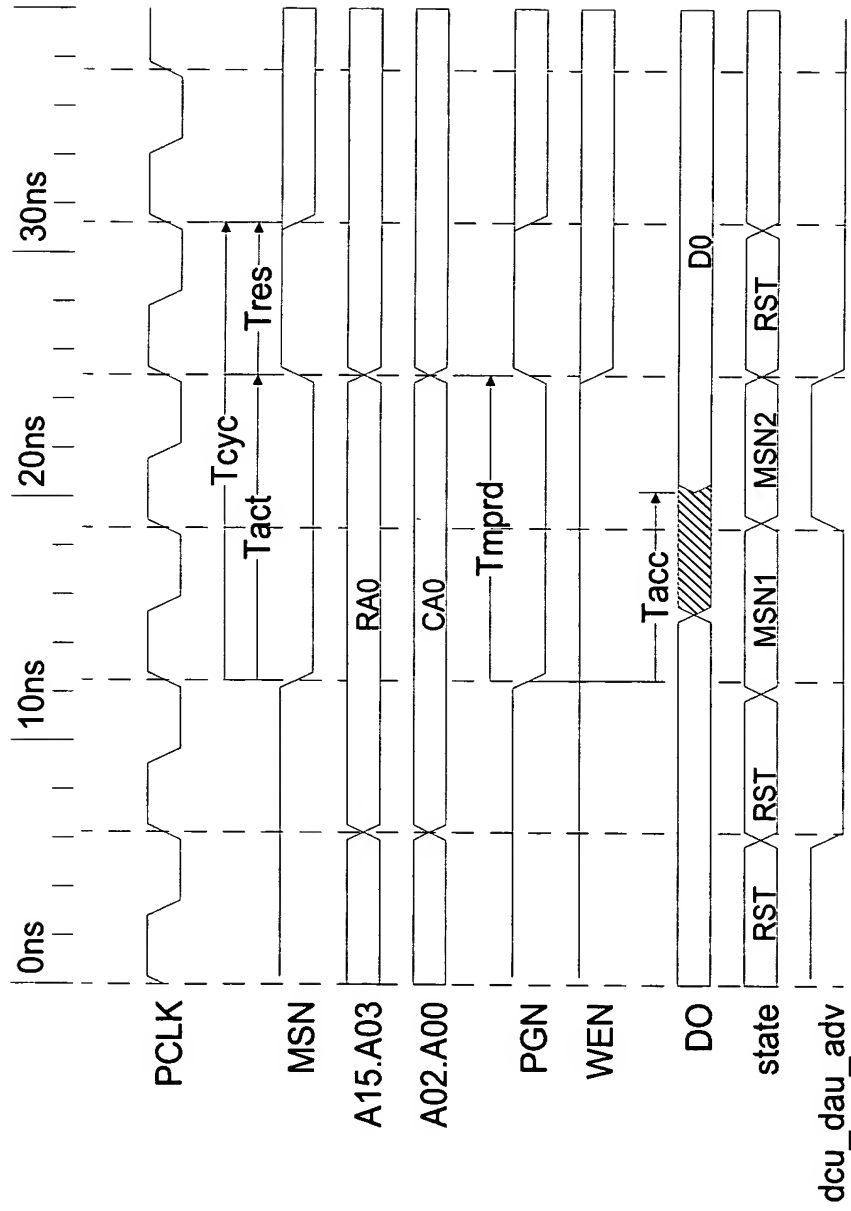 0ns 10ns 20ns 30ns
PCLK
Tcyc
Tact Tres
MSN
A15.A03 RA0
A02.A00 CA0
Tmprd
PGN
WEN
Tacc
DO D0
state RST RST MSN1 MSN2 RST
dcu_dau_adv